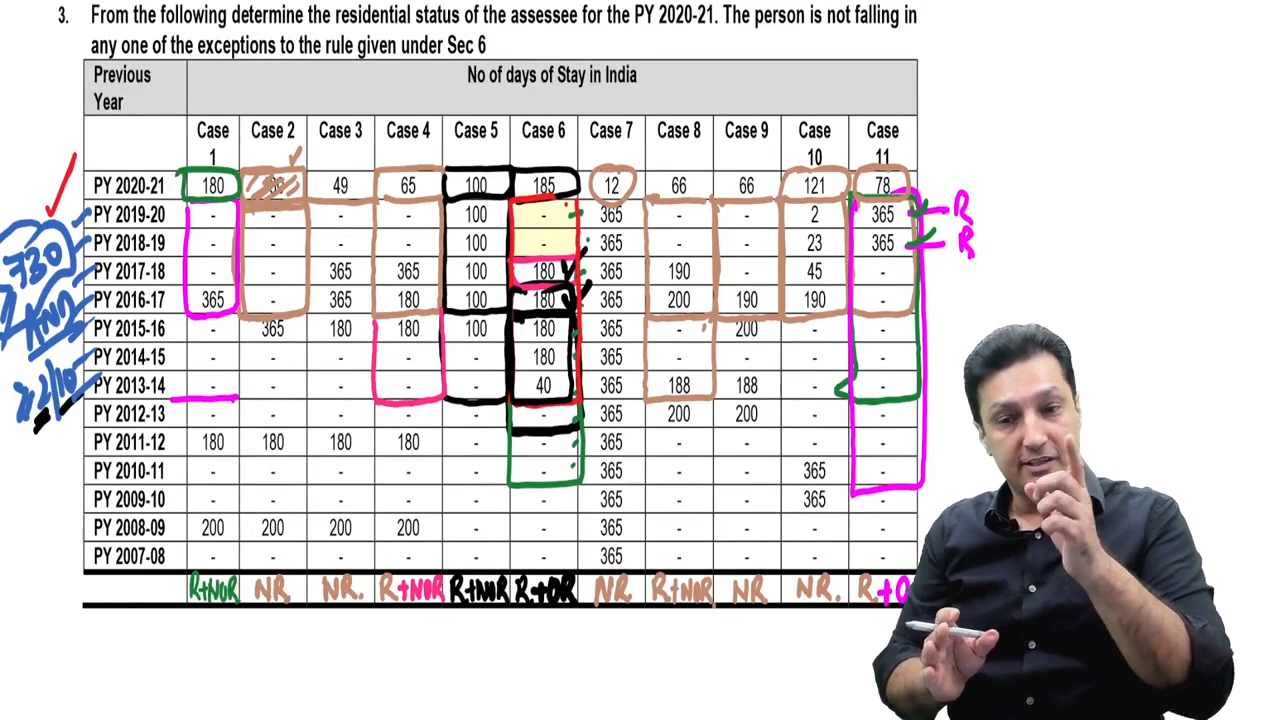 3. From the following determine the residential status of the assessee for the PY 2020-21. The person is not falling in
any one of the exceptions to the rule given under Sec 6
Previous Year No of days of Stay in India
Case 1 Case 2 Case 3 Case 4 Case 5 Case 6 Case 7 Case 8 Case 9 Case 10 Case 11
PY 2020-21 180 49 65 100 185 12 66 66 121 78
PY 2019-20 - - - - 100 - 365 - - 2 365 R
PY 2018-19 - - - - 100 - 365 - - 23 365 R
730
PY 2017-18 - - 365 365 100 180 365 190 - 45 -
PY 2016-17 365 - 365 180 100 180 365 200 190 190 -
AND
PY 2015-16 - 365 180 180 100 180 365 - 200 - -
PY 2014-15 - - - - - 180 365 - - - -
2/10
PY 2013-14 - - - - - 40 365 188 188 - -
PY 2012-13 - - - - - - 365 200 200 - -
PY 2011-12 180 180 180 180 - - 365 - - - -
PY 2010-11 - - - - - - 365 - - 365 -
PY 2009-10 - - - - - - 365 - - 365 -
PY 2008-09 200 200 200 200 - - 365 - - -
PY 2007-08 - - - - - - 365 - - -
R+NOR NR NR. R+NOR R+NOR R+OR NR R+NOR NR NR. R+O